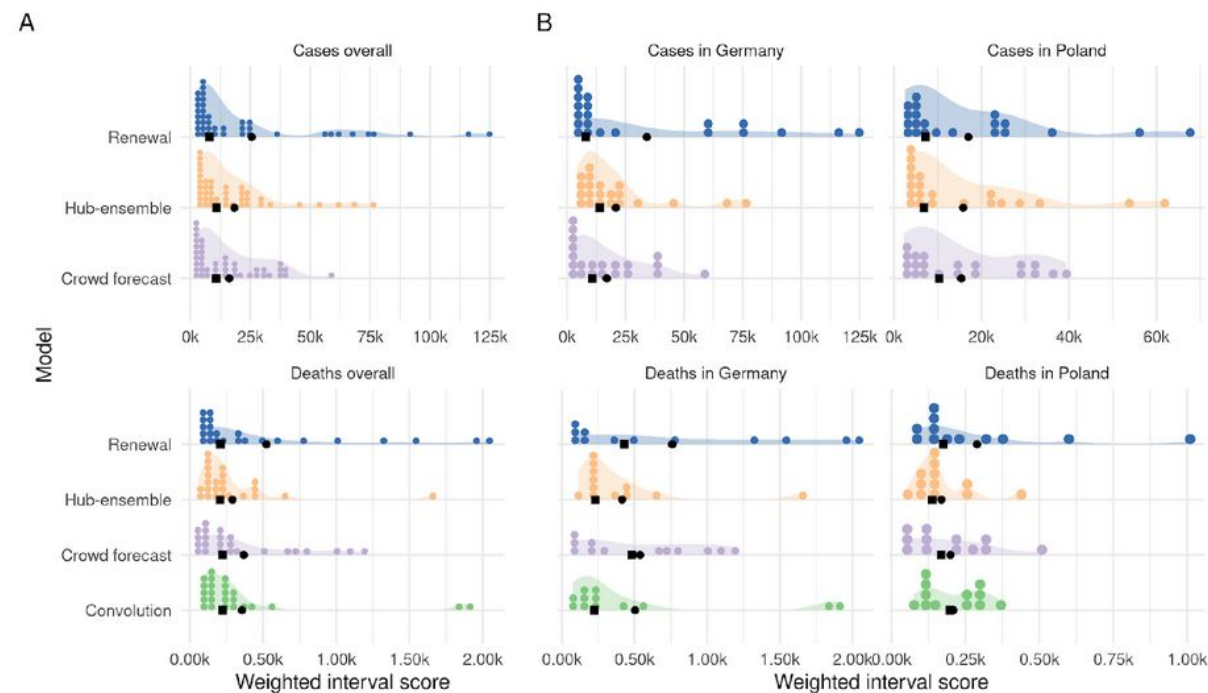 A
B
Cases overall
Cases in Germany
Cases in Poland
Renewal
Hub-ensemble
Crowd forecast
0k 25k 50k 75k 100k 125k
0k 25k 50k 75k 100k 125k
0k 20k 40k 60k
Model
Deaths overall
Deaths in Germany
Deaths in Poland
Renewal
Hub-ensemble
Crowd forecast
Convolution
0.00k 0.50k 1.00k 1.50k 2.00k
0.00k 0.50k 1.00k 1.50k 2.00k
0.00k 0.25k 0.50k 0.75k 1.00k
Weighted interval score
Weighted interval score